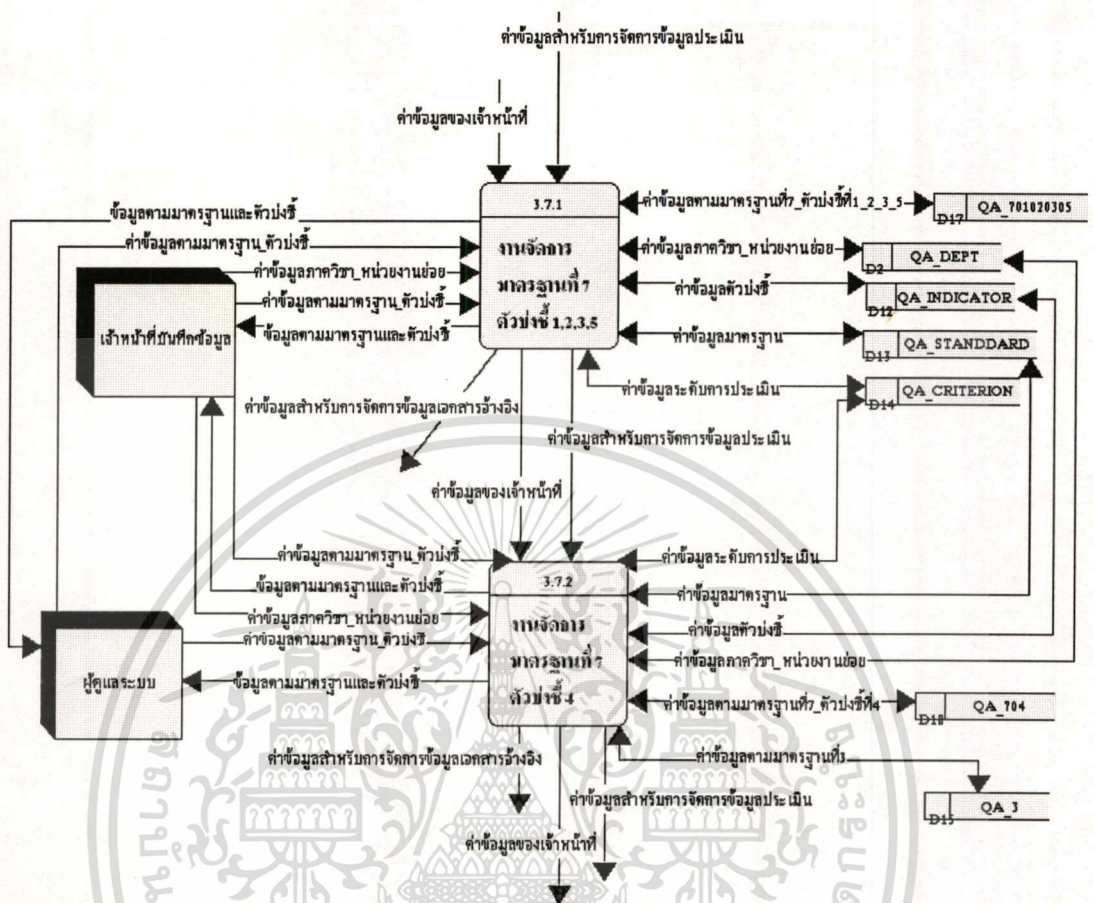 ค่าข้อมูลสำหรับการจัดการข้อมูลประเมิน
ค่าข้อมูลของเจ้าหน้าที่
ข้อมูลตามมาตรฐานและตัวบ่งชี้
ค่าข้อมูลตามมาตรฐาน_ตัวบ่งชี้
ค่าข้อมูลภาควิชา_หน่วยงานย่อย
ค่าข้อมูลตามมาตรฐาน_ตัวบ่งชี้
ข้อมูลตามมาตรฐานและตัวบ่งชี้
เจ้าหน้าที่บันทึกข้อมูล
3.7.1
งานจัดการ
มาตรฐานที่ 7
ตัวบ่งชี้ 1,2,3,5
ค่าข้อมูลตามมาตรฐานที่7_ตัวบ่งชี้ที่1_2_3_5
D17 QA_701020305
ค่าข้อมูลภาควิชา_หน่วยงานย่อย
D2 QA_DEPT
ค่าข้อมูลตัวบ่งชี้
D12 QA_INDICATOR
ค่าข้อมูลมาตรฐาน
D13 QA_STANDDARD
ค่าข้อมูลระดับการประเมิน
D14 QA_CRITERION
ค่าข้อมูลสำหรับการจัดการข้อมูลเอกสารอ้างอิง
ค่าข้อมูลสำหรับการจัดการข้อมูลประเมิน
ค่าข้อมูลของเจ้าหน้าที่
ค่าข้อมูลตามมาตรฐาน_ตัวบ่งชี้
ข้อมูลตามมาตรฐานและตัวบ่งชี้
ค่าข้อมูลภาควิชา_หน่วยงานย่อย
ค่าข้อมูลตามมาตรฐาน_ตัวบ่งชี้
ข้อมูลตามมาตรฐานและตัวบ่งชี้
ผู้ดูแลระบบ
3.7.2
งานจัดการ
มาตรฐานที่ 7
ตัวบ่งชี้ 4
ค่าข้อมูลระดับการประเมิน
ค่าข้อมูลมาตรฐาน
ค่าข้อมูลตัวบ่งชี้
ค่าข้อมูลภาควิชา_หน่วยงานย่อย
ค่าข้อมูลตามมาตรฐานที่7_ตัวบ่งชี้ที่4
D18 QA_704
ค่าข้อมูลตามมาตรฐานที่3
D15 QA_3
ค่าข้อมูลสำหรับการจัดการข้อมูลเอกสารอ้างอิง
ค่าข้อมูลสำหรับการจัดการข้อมูลประเมิน
ค่าข้อมูลของเจ้าหน้าที่